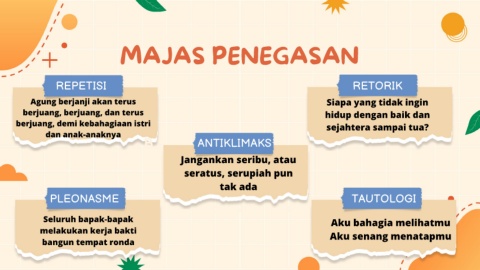 MAJAS PENEGASAN
REPETISI
Agung berjanji akan terus
berjuang, berjuang, dan terus
berjuang, demi kebahagiaan istri
dan anak-anaknya
RETORIK
Siapa yang tidak ingin
hidup dengan baik dan
sejahtera sampai tua?
ANTIKLIMAKS
Jangankan seribu, atau
seratus, serupiah pun
tak ada
PLEONASME
Seluruh bapak-bapak
melakukan kerja bakti
bangun tempat ronda
TAUTOLOGI
Aku bahagia melihatmu
Aku senang menatapmu